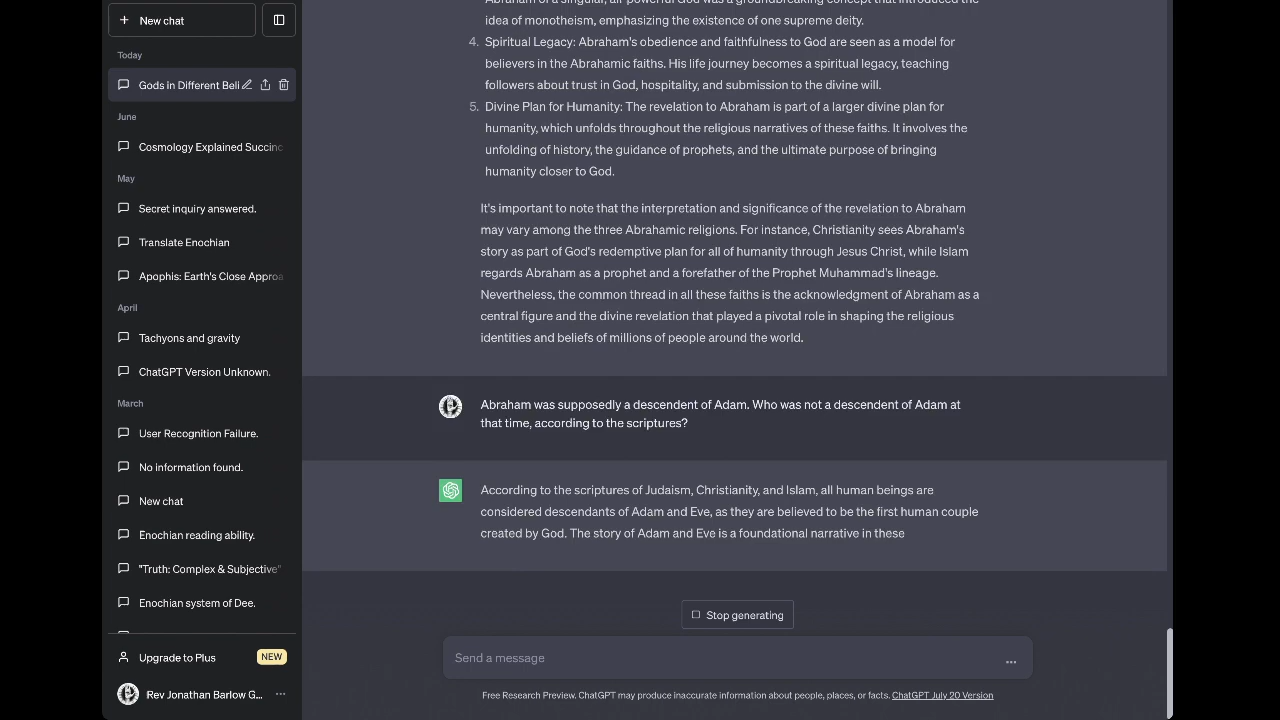 New chat
Today
Gods in Different Beli
June
Cosmology Explained Succinc
May
Secret inquiry answered.
Translate Enochian
Apophis: Earth's Close Approa
April
Tachyons and gravity
ChatGPT Version Unknown.
March
User Recognition Failure.
No information found.
New chat
Enochian reading ability.
"Truth: Complex & Subjective"
Enochian system of Dee.
Upgrade to Plus NEW
Rev Jonathan Barlow G... ...
idea of monotheism, emphasizing the existence of one supreme deity.
4. Spiritual Legacy: Abraham's obedience and faithfulness to God are seen as a model for
believers in the Abrahamic faiths. His life journey becomes a spiritual legacy, teaching
followers about trust in God, hospitality, and submission to the divine will.
5. Divine Plan for Humanity: The revelation to Abraham is part of a larger divine plan for
humanity, which unfolds throughout the religious narratives of these faiths. It involves the
unfolding of history, the guidance of prophets, and the ultimate purpose of bringing
humanity closer to God.
It's important to note that the interpretation and significance of the revelation to Abraham
may vary among the three Abrahamic religions. For instance, Christianity sees Abraham's
story as part of God's redemptive plan for all of humanity through Jesus Christ, while Islam
regards Abraham as a prophet and a forefather of the Prophet Muhammad's lineage.
Nevertheless, the common thread in all these faiths is the acknowledgment of Abraham as a
central figure and the divine revelation that played a pivotal role in shaping the religious
identities and beliefs of millions of people around the world.
Abraham was supposedly a descendent of Adam. Who was not a descendent of Adam at
that time, according to the scriptures?
According to the scriptures of Judaism, Christianity, and Islam, all human beings are
considered descendants of Adam and Eve, as they are believed to be the first human couple
created by God. The story of Adam and Eve is a foundational narrative in these
Stop generating
Send a message ...
Free Research Preview. ChatGPT may produce inaccurate information about people, places, or facts. ChatGPT July 20 Version